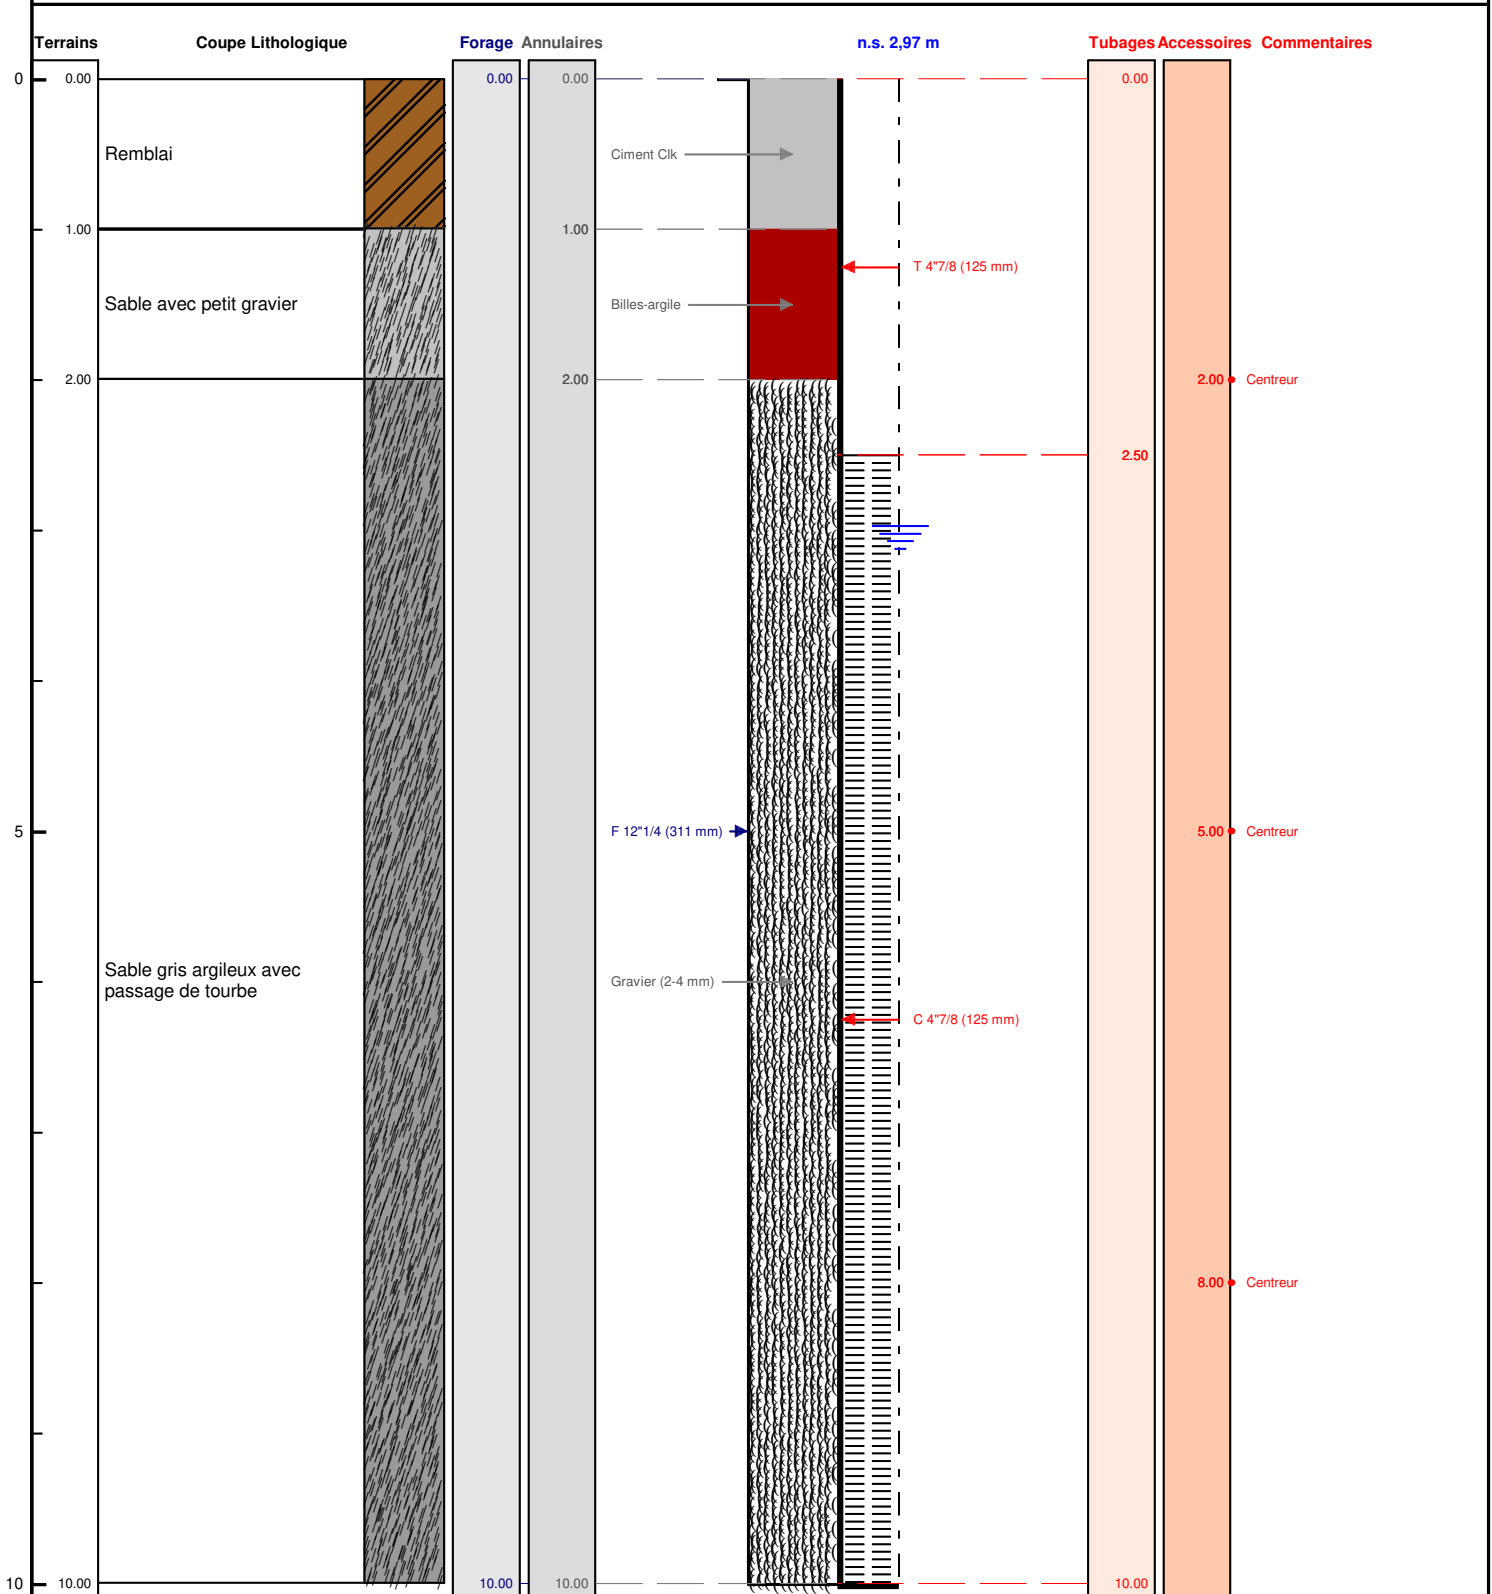 Terrains Coupe Lithologique Forage Annulaires n.s. 2,97 m Tubages Accessoires Commentaires
0 0.00 0.00 0.00 0.00
Remblai Ciment Clk
1.00 1.00
T 4"7/8 (125 mm)
Sable avec petit gravier Billes-argile
2.00 2.00 2.00 Centreur
2.50
5 F 12"1/4 (311 mm) 5.00 Centreur
Sable gris argileux avec
passage de tourbe
Gravier (2-4 mm)
C 4"7/8 (125 mm)
8.00 Centreur
10 10.00 10.00 10.00 10.00